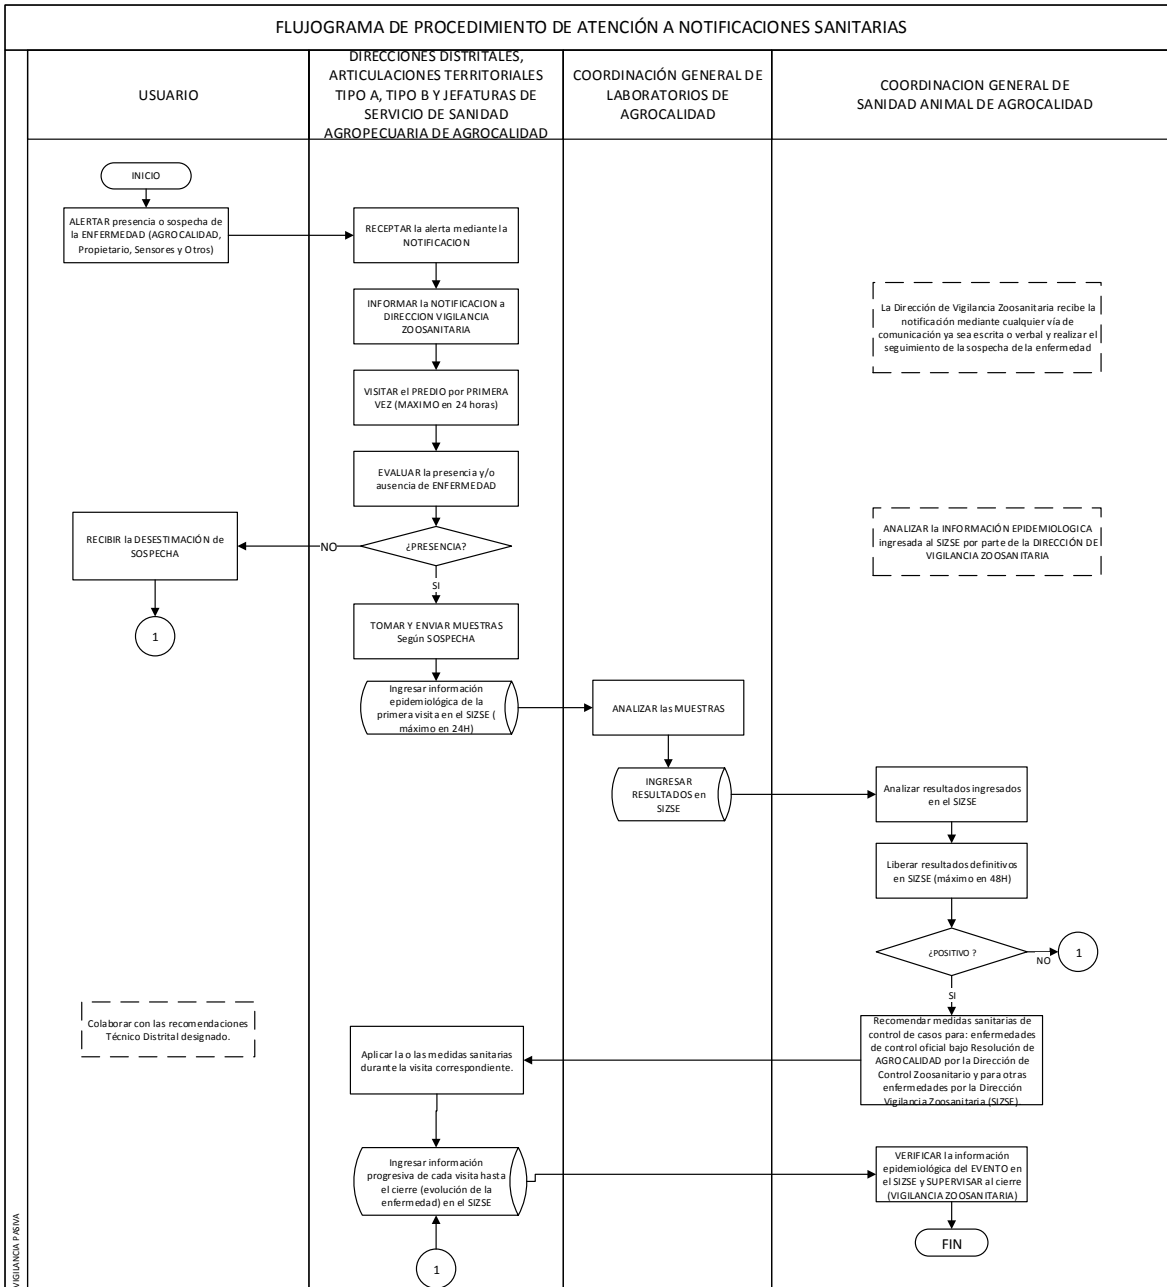 FLUJOGRAMA DE PROCEDIMIENTO DE ATENCIÓN A NOTIFICACIONES SANITARIAS
USUARIO
DIRECCIONES DISTRITALES,
ARTICULACIONES TERRITORIALES
TIPO A, TIPO B Y JEFATURAS DE
SERVICIO DE SANIDAD
AGROPECUARIA DE AGROCALIDAD
COORDINACIÓN GENERAL DE
LABORATORIOS DE
AGROCALIDAD
COORDINACION GENERAL DE
SANIDAD ANIMAL DE AGROCALIDAD
INICIO
ALERTAR presencia o sospecha de
la ENFERMEDAD (AGROCALIDAD,
Propietario, Sensores y Otros)
RECEPTAR la alerta mediante la
NOTIFICACION
INFORMAR la NOTIFICACION a
DIRECCION VIGILANCIA
ZOOSANITARIA
La Dirección de Vigilancia Zoosanitaria recibe la
notificación mediante cualquier vía de
comunicación ya sea escrita o verbal y realizar el
seguimiento de la sospecha de la enfermedad
VISITAR el PREDIO por PRIMERA
VEZ (MAXIMO en 24 horas)
EVALUAR la presencia y/o
ausencia de ENFERMEDAD
RECIBIR la DESESTIMACIÓN de
SOSPECHA
NO
¿PRESENCIA?
ANALIZAR la INFORMACIÓN EPIDEMIOLOGICA
ingresada al SIZSE por parte de la DIRECCIÓN DE
VIGILANCIA ZOOSANITARIA
SI
1
TOMAR Y ENVIAR MUESTRAS
Según SOSPECHA
Ingresar información
epidemiológica de la
primera visita en el SIZSE (
máximo en 24H)
ANALIZAR las MUESTRAS
INGRESAR
RESULTADOS en
SIZSE
Analizar resultados ingresados
en el SIZSE
Liberar resultados definitivos
en SIZSE (máximo en 48H)
¿POSITIVO ?
NO
1
SI
Colaborar con las recomendaciones
Técnico Distrital designado.
Aplicar la o las medidas sanitarias
durante la visita correspondiente.
Recomendar medidas sanitarias de
control de casos para: enfermedades
de control oficial bajo Resolución de
AGROCALIDAD por la Dirección de
Control Zoosanitario y para otras
enfermedades por la Dirección
Vigilancia Zoosanitaria (SIZSE).
Ingresar información
progresiva de cada visita hasta
el cierre (evolución de la
enfermedad) en el SIZSE
VERIFICAR la información
epidemiológica del EVENTO en
el SIZSE y SUPERVISAR al cierre
(VIGILANCIA ZOOSANITARIA)
FIN
1
VIGILANCIA PASIVA